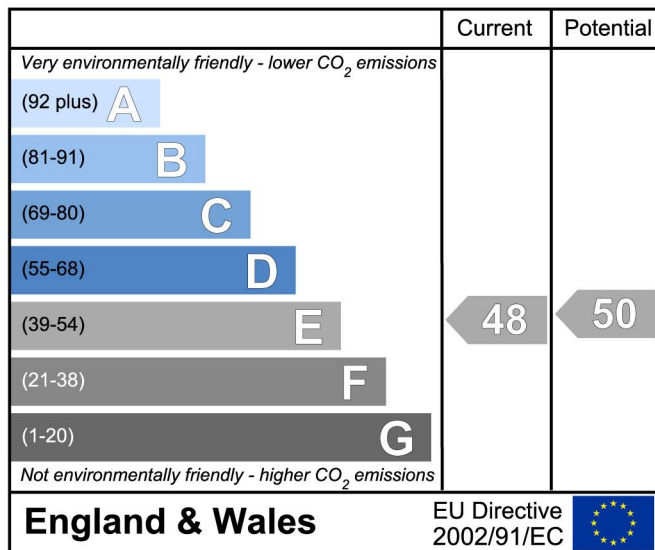 Current Potential
Very environmentally friendly - lower CO2 emissions
(92 plus) A
(81-91) B
(69-80) C
(55-68) D
(39-54) E 48 50
(21-38) F
(1-20) G
Not environmentally friendly - higher CO2 emissions
England & Wales
EU Directive
2002/91/EC